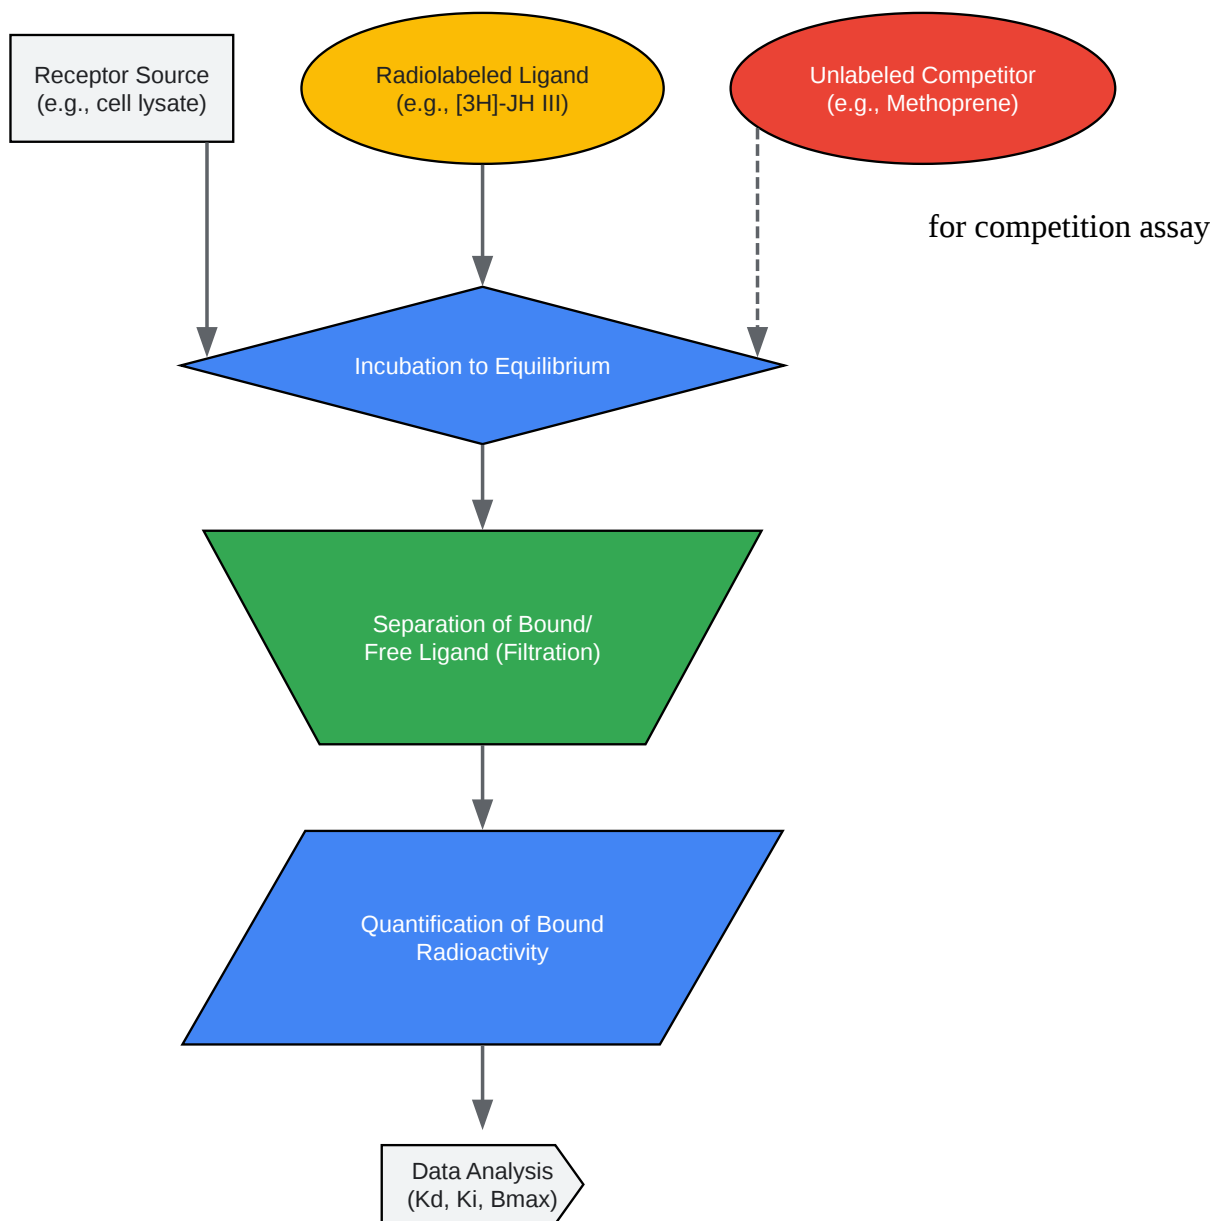 Receptor Source
(e.g., cell lysate)
Radiolabeled Ligand
(e.g., [3H]-JH III)
Unlabeled Competitor
(e.g., Methoprene)
for competition assay
Incubation to Equilibrium
Separation of Bound/
Free Ligand (Filtration)
Quantification of Bound
Radioactivity
Data Analysis
(Kd, Ki, Bmax)